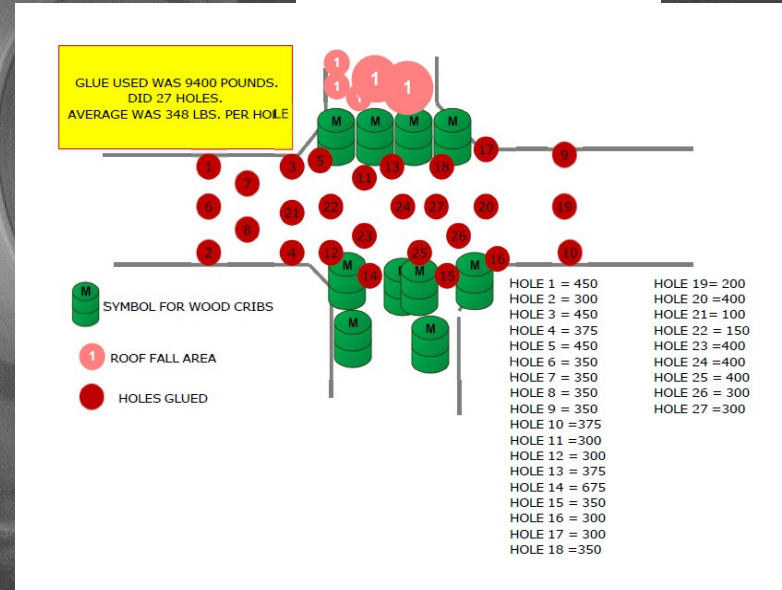 GLUE USED WAS 9400 POUNDS.
DID 27 HOLES.
AVERAGE WAS 348 LBS. PER HOLE
1
1
1
1
M
M
M
M
1
3
5
11
13
18
17
9
7
6
21
22
24
27
20
19
8
23
26
2
4
12
25
16
10
14
15
M
M
M
M
M
SYMBOL FOR WOOD CRIBS
1 ROOF FALL AREA
HOLES GLUED
HOLE 1 = 450
HOLE 2 = 300
HOLE 3 = 450
HOLE 4 = 375
HOLE 5 = 450
HOLE 6 = 350
HOLE 7 = 350
HOLE 8 = 350
HOLE 9 = 350
HOLE 10 =375
HOLE 11 =300
HOLE 12 = 300
HOLE 13 = 375
HOLE 14 = 675
HOLE 15 = 350
HOLE 16 = 300
HOLE 17 = 300
HOLE 18 =350
HOLE 19= 200
HOLE 20 =400
HOLE 21= 100
HOLE 22 = 150
HOLE 23 =400
HOLE 24 =400
HOLE 25 = 400
HOLE 26 = 300
HOLE 27 =300